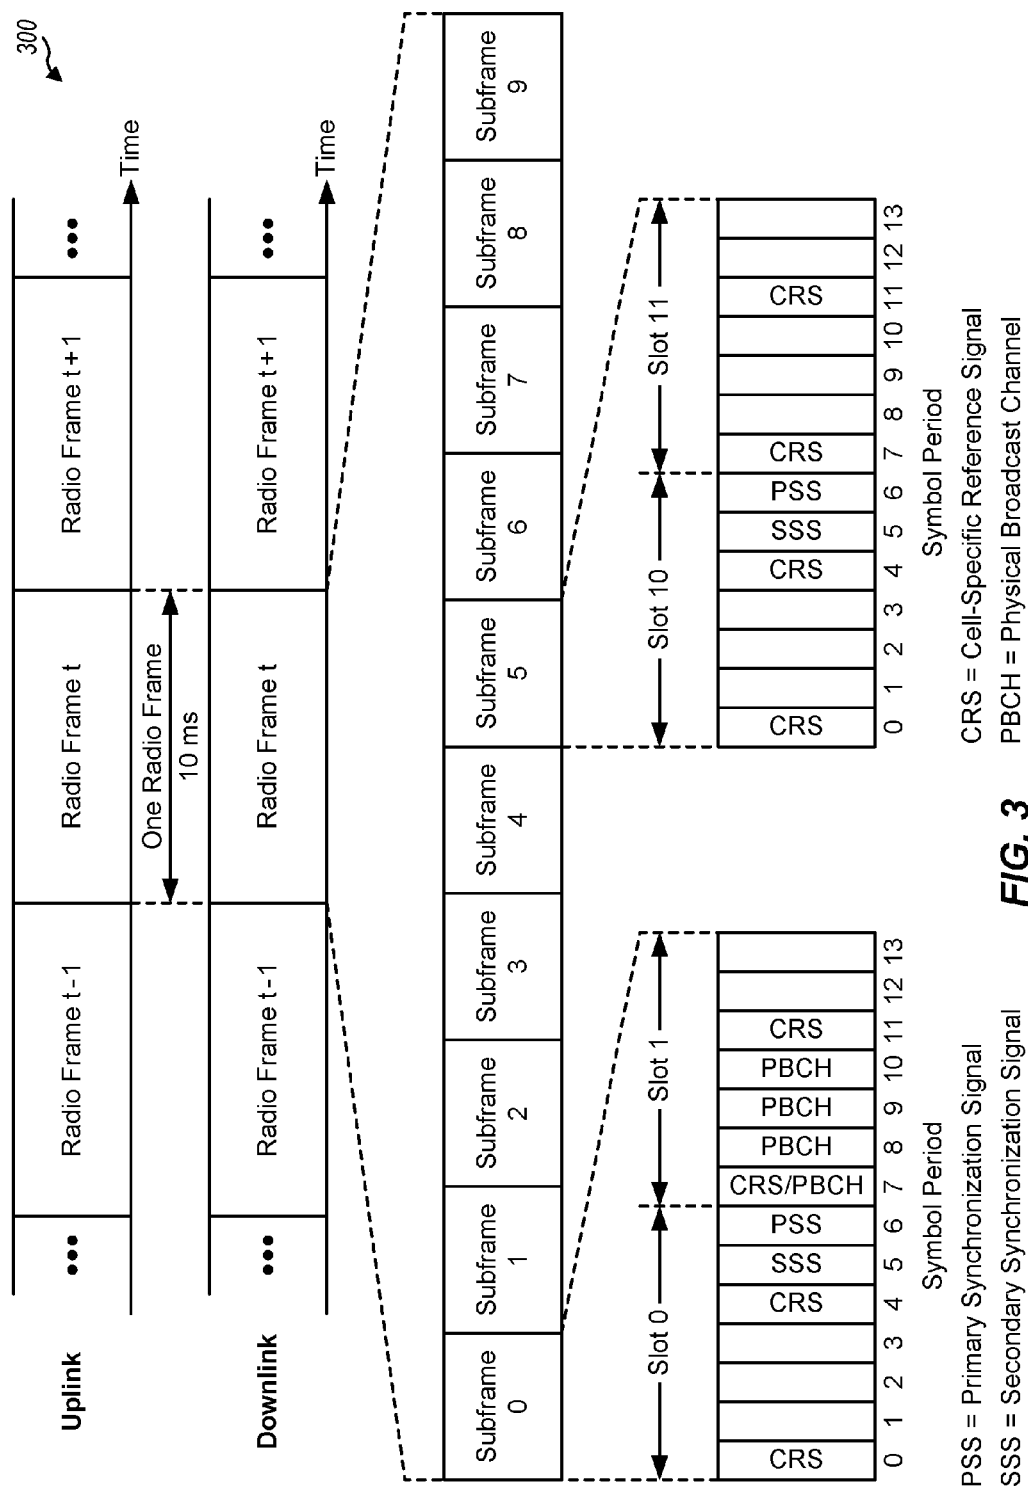 300
Uplink
•••
Radio Frame t - 1
Radio Frame t
Radio Frame t+1
•••
Time
One Radio Frame
10 ms
Downlink
•••
Radio Frame t - 1
Radio Frame t
Radio Frame t+1
•••
Time
Subframe
0
Subframe
1
Subframe
2
Subframe
3
Subframe
4
Subframe
5
Subframe
6
Subframe
7
Subframe
8
Subframe
9
Slot 0
Slot 1
CRS
CRS
SSS
PSS
CRS/PBCH
PBCH
PBCH
PBCH
CRS
0 1 2 3 4 5 6 7 8 9 10 11 12 13
Symbol Period
Slot 10
Slot 11
CRS
CRS
SSS
PSS
CRS
CRS
0 1 2 3 4 5 6 7 8 9 10 11 12 13
Symbol Period
PSS = Primary Synchronization Signal
SSS = Secondary Synchronization Signal
CRS = Cell-Specific Reference Signal
PBCH = Physical Broadcast Channel
FIG. 3